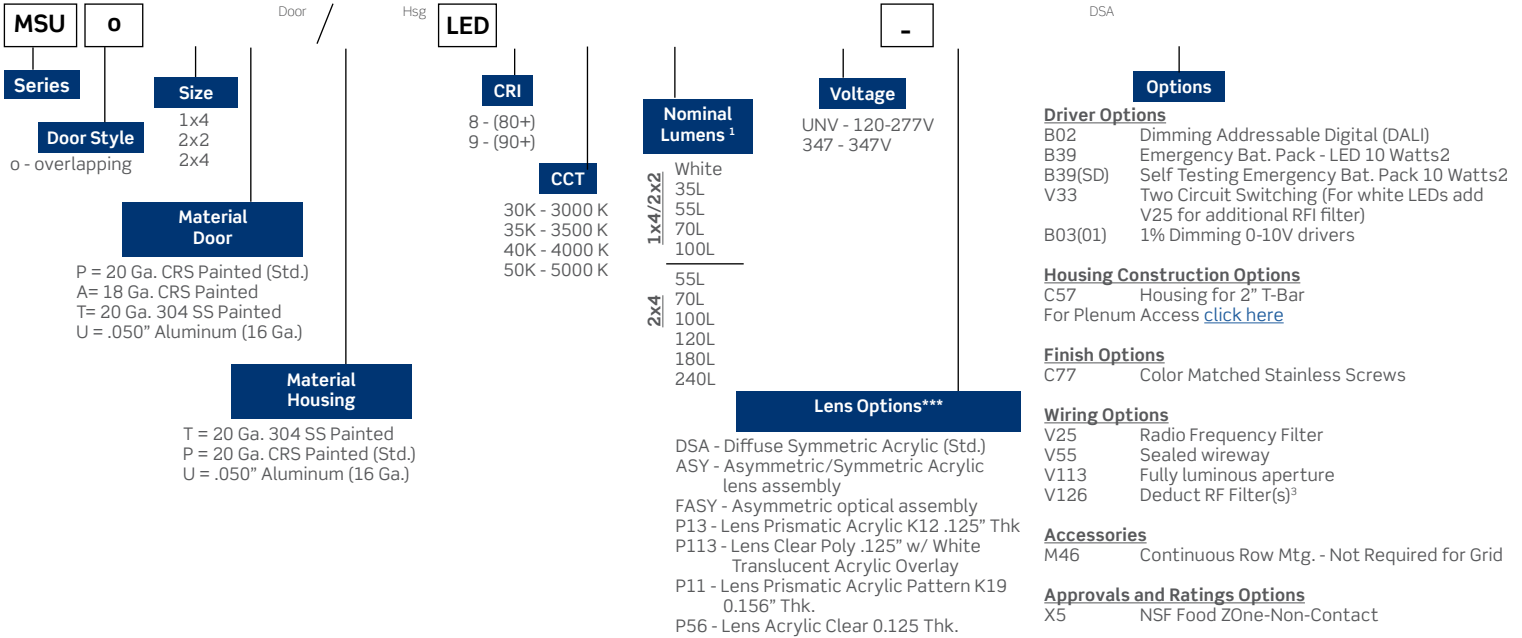 Door
Hsg
DSA
MSU
o
/
LED
-
Series
Door Style
o - overlapping
Size
1x4
2x2
2x4
Material
Door
P = 20 Ga. CRS Painted (Std.)
A= 18 Ga. CRS Painted
T= 20 Ga. 304 SS Painted
U = .050” Aluminum (16 Ga.)
Material
Housing
T = 20 Ga. 304 SS Painted
P = 20 Ga. CRS Painted (Std.)
U = .050” Aluminum (16 Ga.)
CRI
8 - (80+)
9 - (90+)
CCT
30K - 3000 K
35K - 3500 K
40K - 4000 K
50K - 5000 K
Nominal
Lumens ¹
1x4/2x2
White
35L
55L
70L
100L
2x4
55L
70L
100L
120L
180L
240L
Voltage
UNV - 120-277V
347 - 347V
Lens Options***
DSA - Diffuse Symmetric Acrylic (Std.)
ASY - Asymmetric/Symmetric Acrylic
lens assembly
FASY - Asymmetric optical assembly
P13 - Lens Prismatic Acrylic K12 .125” Thk
P113 - Lens Clear Poly .125” w/ White
Translucent Acrylic Overlay
P11 - Lens Prismatic Acrylic Pattern K19
0.156” Thk.
P56 - Lens Acrylic Clear 0.125 Thk.
Options
Driver Options
B02 Dimming Addressable Digital (DALI)
B39 Emergency Bat. Pack - LED 10 Watts2
B39(SD) Self Testing Emergency Bat. Pack 10 Watts2
V33 Two Circuit Switching (For white LEDs add
V25 for additional RFI filter)
B03(01) 1% Dimming 0-10V drivers
Housing Construction Options
C57 Housing for 2” T-Bar
For Plenum Access click here
Finish Options
C77 Color Matched Stainless Screws
Wiring Options
V25 Radio Frequency Filter
V55 Sealed wireway
V113 Fully luminous aperture
V126 Deduct RF Filter(s)³
Accessories
M46 Continuous Row Mtg. - Not Required for Grid
Approvals and Ratings Options
X5 NSF Food ZOne-Non-Contact